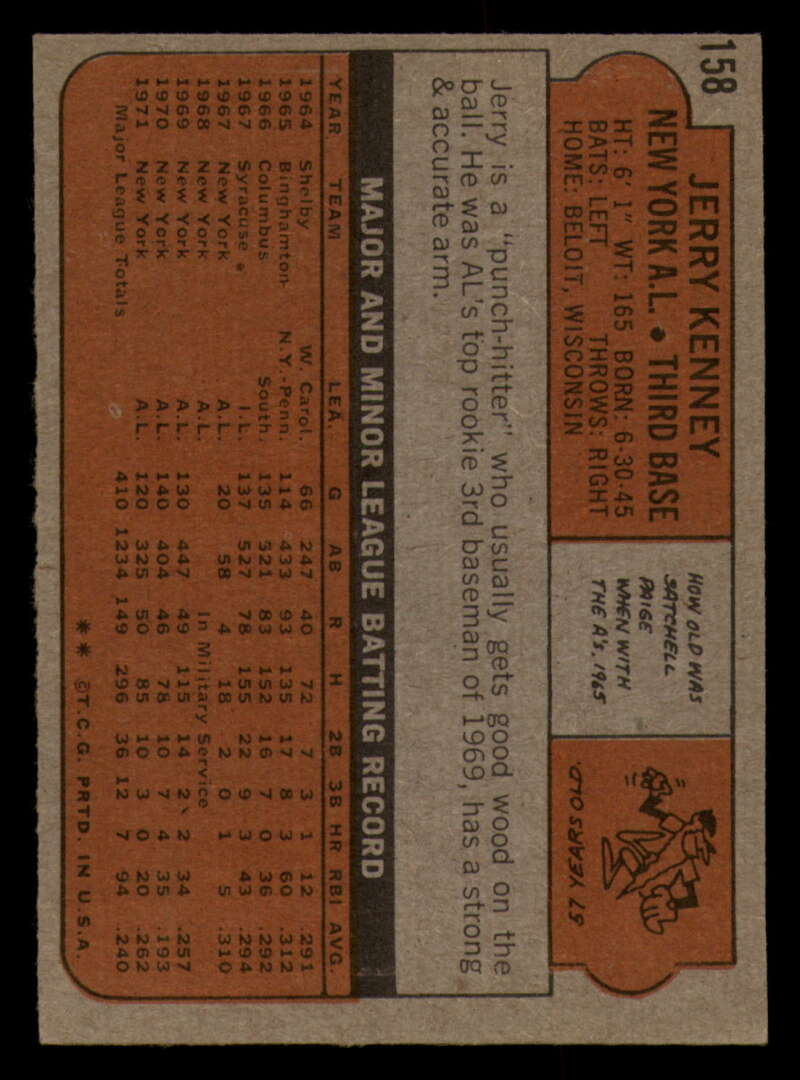 158
JERRY KENNEY
NEW YORK A.L. • THIRD BASE
HT: 6' 1" WT: 165 BORN: 6-30-45
BATS: LEFT THROWS: RIGHT
HOME: BELOIT, WISCONSIN
HOW OLD WAS
SATCHELL
PAIGE
WHEN WITH
THE A'S, 1965
57 YEARS OLD.
Jerry is a "punch-hitter" who usually gets good wood on the
ball. He was AL's top rookie 3rd baseman of 1969, has a strong
& accurate arm.
MAJOR AND MINOR LEAGUE BATTING RECORD
YEAR TEAM LEA. G AB R H 2B 3B HR RBI AVG.
1964 Shelby W. Carol. 66 247 40 72 7 3 1 12 .291
1965 Binghamton N.Y.-Penn. 114 433 93 135 17 8 3 60 .312
1966 Columbus South. 135 521 83 152 16 7 0 36 .292
1967 Syracuse I.L. 137 527 78 155 22 9 3 43 .294
1967 New York A.L. 20 58 4 18 2 0 1 5 .310
1968 New York A.L. In Military Service
1969 New York A.L. 130 447 49 115 14 2 2 34 .257
1970 New York A.L. 140 404 46 78 10 7 4 35 .193
1971 New York A.L. 120 325 50 85 10 3 0 20 .262
Major League Totals 410 1234 149 296 36 12 7 94 .240
** ©T.C.G. PRTD. IN U.S.A.